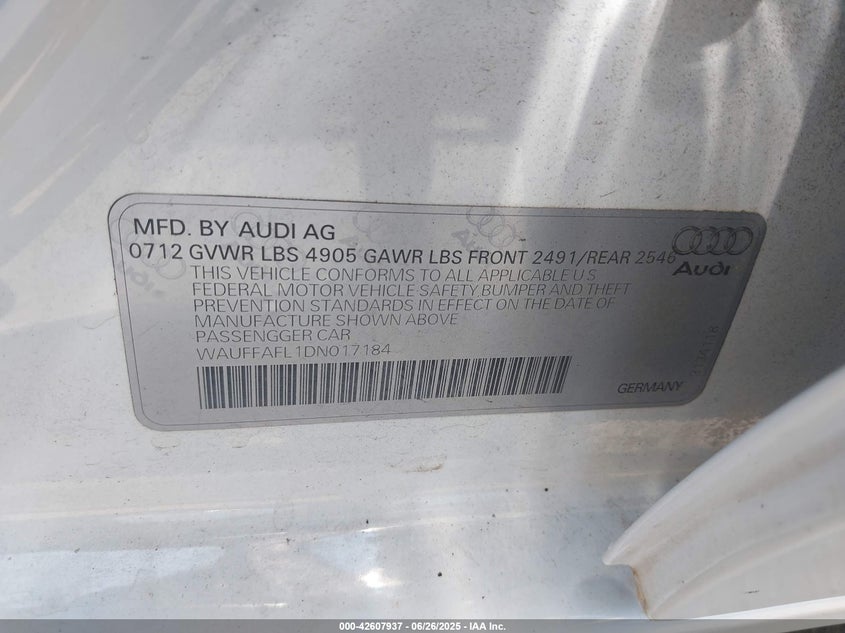 MFD. BY AUDI AG
0712 GVWR LBS 4905 GAWR LBS FRONT 2491/REAR 2546
Audi
THIS VEHICLE CONFORMS TO ALL APPLICABLE U.S.
FEDERAL MOTOR VEHICLE SAFETY BUMPER AND THEFT
PREVENTION STANDARDS IN EFFECT ON THE DATE OF
MANUFACTURE SHOWN ABOVE
PASSENGGER CAR
WAUFFAFL1DN017184
GERMANY
000-42607937 - 06/26/2025 - IAA Inc.